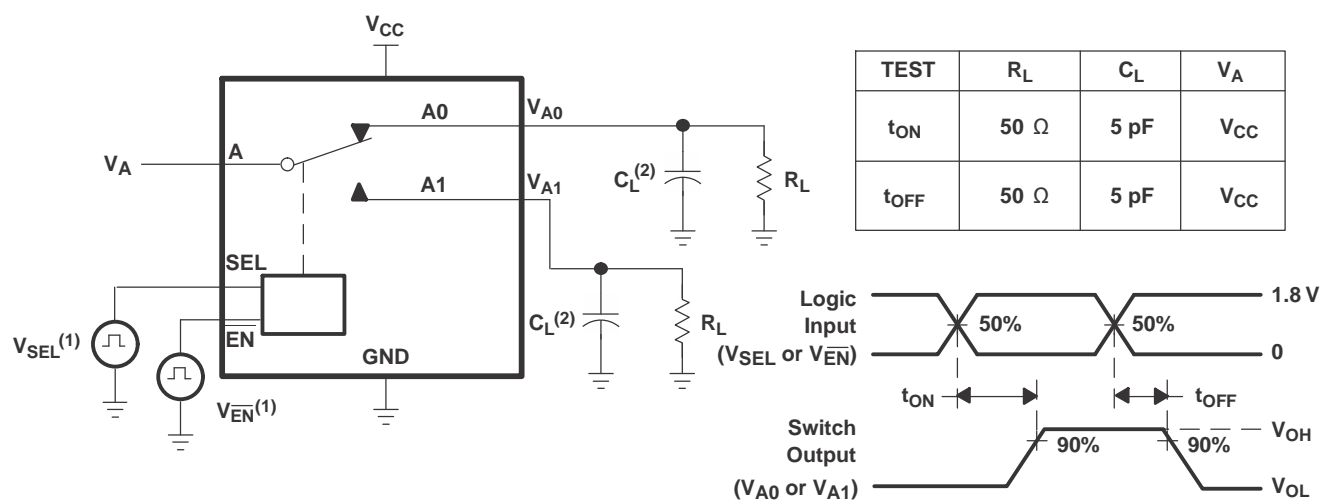 VCC
A0
VA0
VA
A
A1
VA1
CL(2)
RL
SEL
EN
CL(2)
RL
VSEL(1)
GND
VEN(1)
TEST RL CL VA
tON 50 Ω 5 pF VCC
tOFF 50 Ω 5 pF VCC
Logic
Input
(VSEL or VEN)
1.8 V
50%
50%
0
tON
tOFF
Switch
Output
(VA0 or VA1)
VOH
90%
90%
VOL